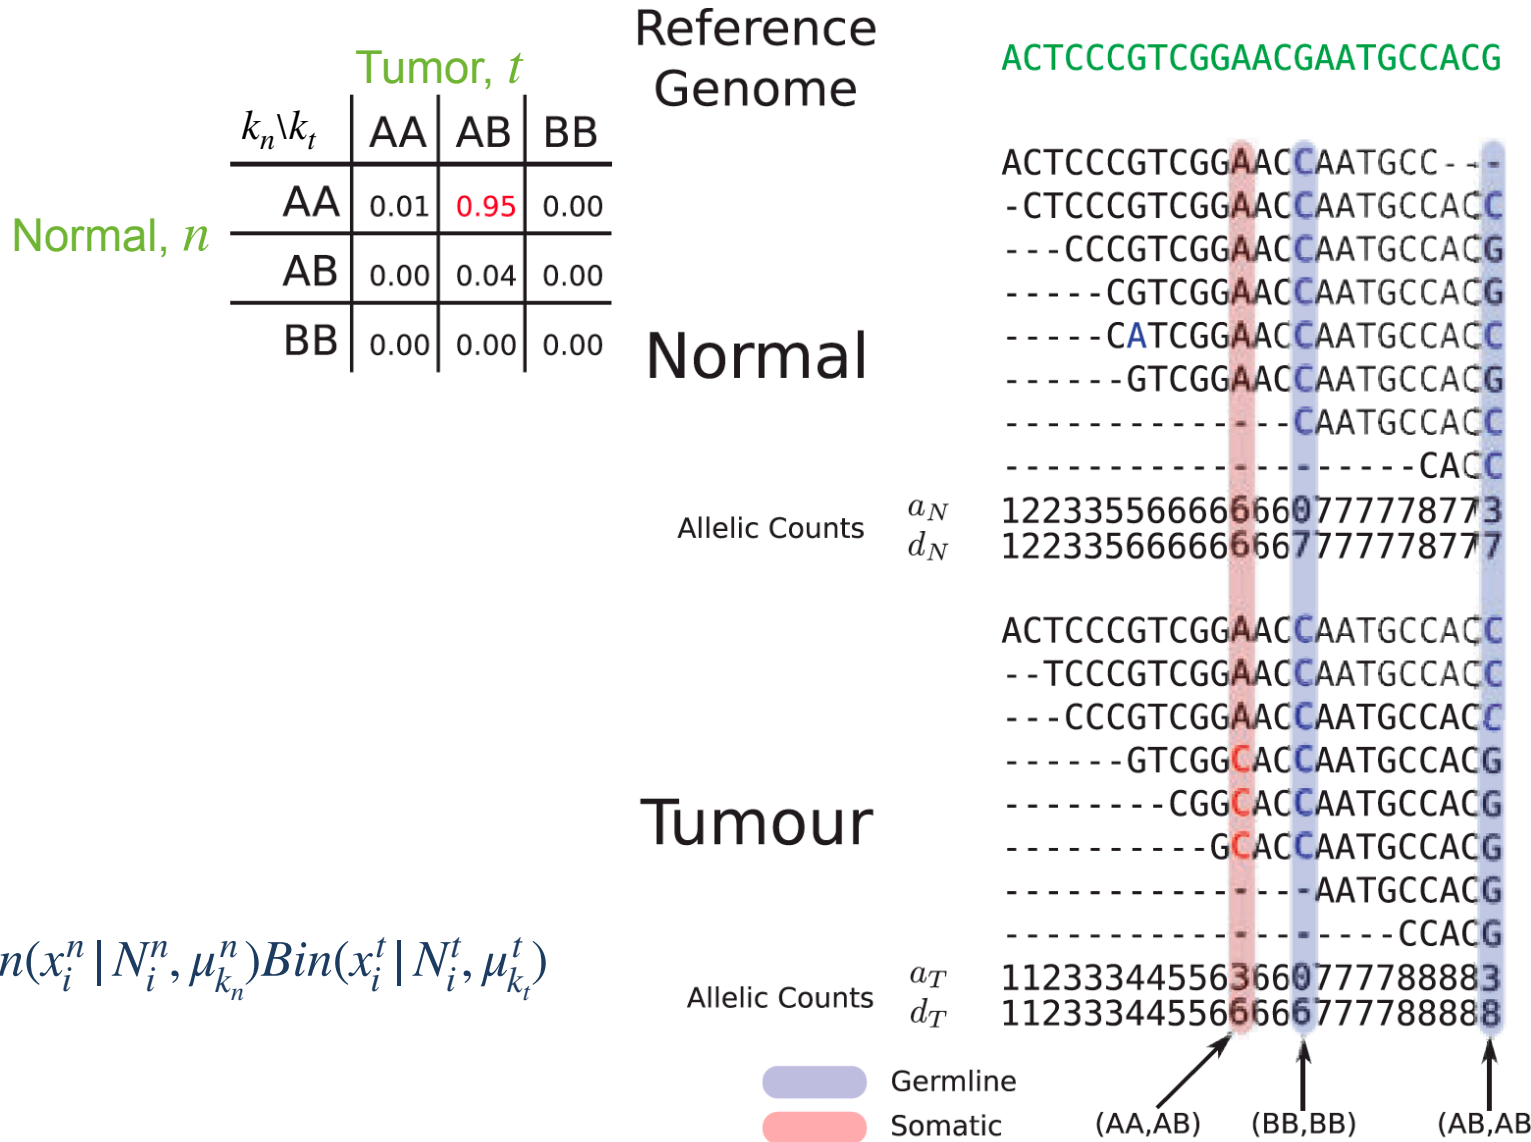 Reference
Genome
ACTCCCGTCGGAACGAATGCCACG
Tumor, t
k_n\k_t AA AB BB
Normal, n
AA 0.01 0.95 0.00
AB 0.00 0.04 0.00
BB 0.00 0.00 0.00
Normal
ACTCCCGTCGGAACCAATGCC---
-CTCCCGTCGGAACCAATGCCACC
---CCCGTCGGAACCAATGCCACG
-----CGTCGGAACCAATGCCACG
-----CATCGGAACCAATGCCACC
------GTCGGAACCAATGCCACG
--------------CAATGCCACC
--------------------CACC
Allelic Counts
a_N 122335566666660777778773
d_N 122335666666667777778777
Tumour
ACTCCCGTCGGAACCAATGCCACC
--TCCCGTCGGAACCAATGCCACC
---CCCGTCGGAACCAATGCCACC
------GTCGGCACCAATGCCACG
--------CGGCACCAATGCCACG
----------GCACCAATGCCACG
---------------AATGCCACG
-------------------CCACG
Allelic Counts
a_T 112333445563660777788883
d_T 112333445566666777788888
n(x_i^n | N_i^n, μ_{k_n}^n)Bin(x_i^t | N_i^t, μ_{k_t}^t)
Germline
Somatic
(AA,AB) (BB,BB) (AB,AB